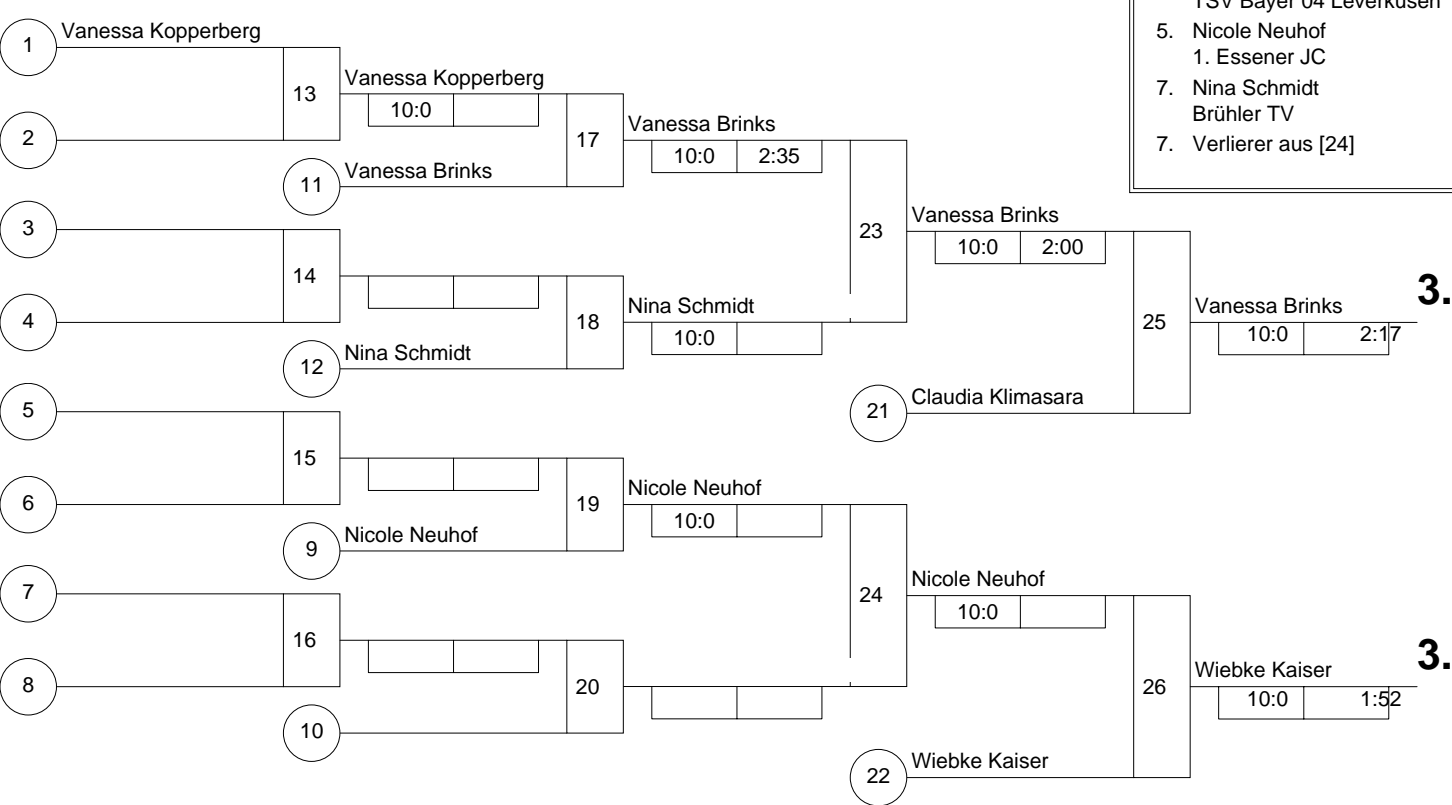 TSV Bayer 04 Leverkusen
5. Nicole Neuhof
1. Essener JC
7. Nina Schmidt
Brühler TV
7. Verlierer aus [24]
1 Vanessa Kopperberg
13
Vanessa Kopperberg
10:0
2
17
Vanessa Brinks
10:0 2:35
11 Vanessa Brinks
3
23
Vanessa Brinks
10:0 2:00
14
4
18
Nina Schmidt
10:0
12 Nina Schmidt
25
Vanessa Brinks 3.
10:0 2:17
5
21 Claudia Klimasara
15
6
19
Nicole Neuhof
10:0
9 Nicole Neuhof
7
24
Nicole Neuhof
10:0
16
8
20
10
26
Wiebke Kaiser 3.
10:0 1:52
22 Wiebke Kaiser